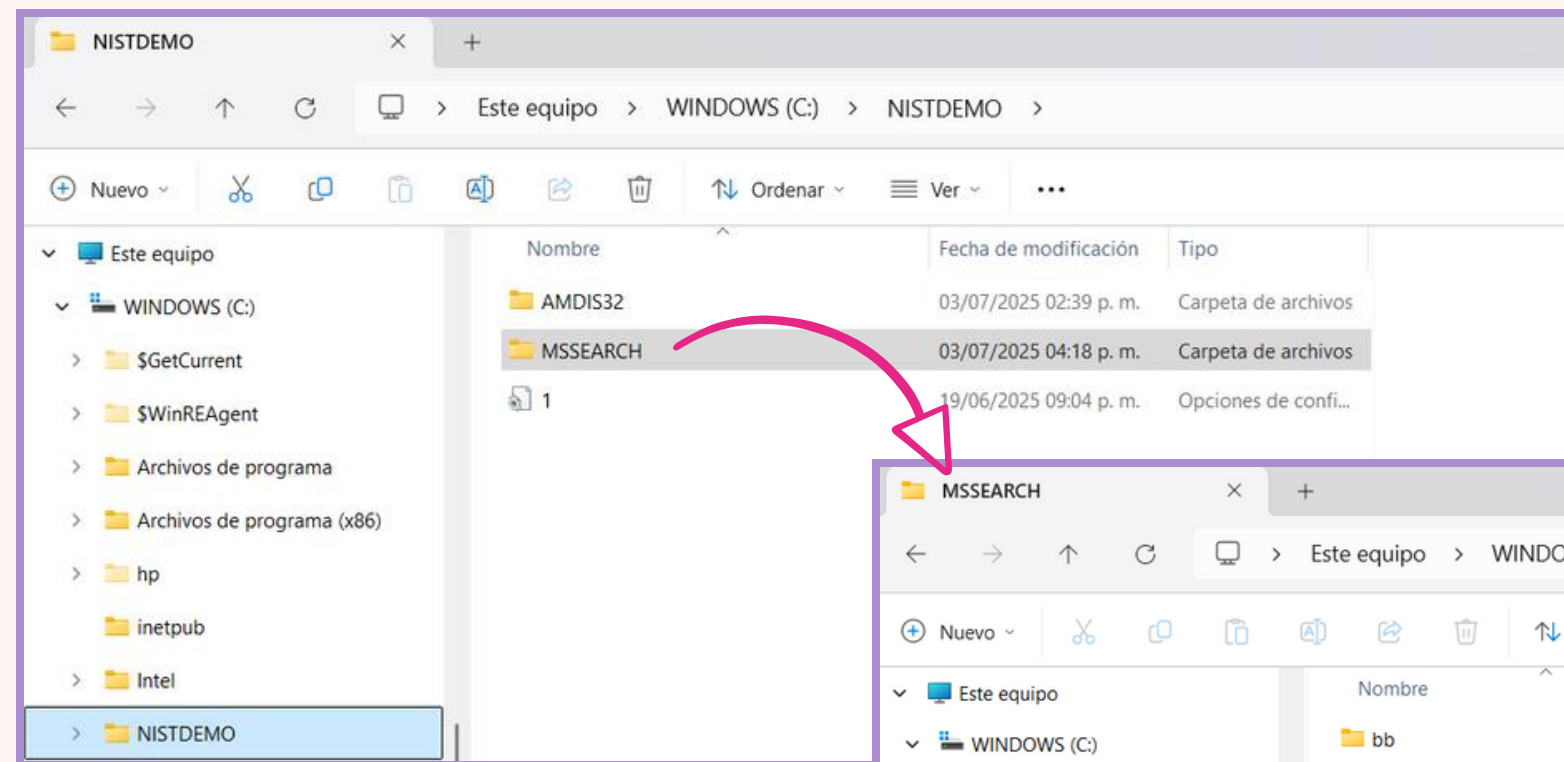 NISTDEMO
Este equipo > WINDOWS (C:) > NISTDEMO >
Nuevo
Ordenar
Ver
Este equipo
WINDOWS (C:)
$GetCurrent
$WinREAgent
Archivos de programa
Archivos de programa (x86)
hp
inetpub
Intel
NISTDEMO
Nombre Fecha de modificación Tipo
AMDIS32 03/07/2025 02:39 p. m. Carpeta de archivos
MSSEARCH 03/07/2025 04:18 p. m. Carpeta de archivos
1 19/06/2025 09:04 p. m. Opciones de confi...
MSSEARCH
Este equipo > WINDO
Nuevo
Este equipo
WINDOWS (C:)
Nombre
bb